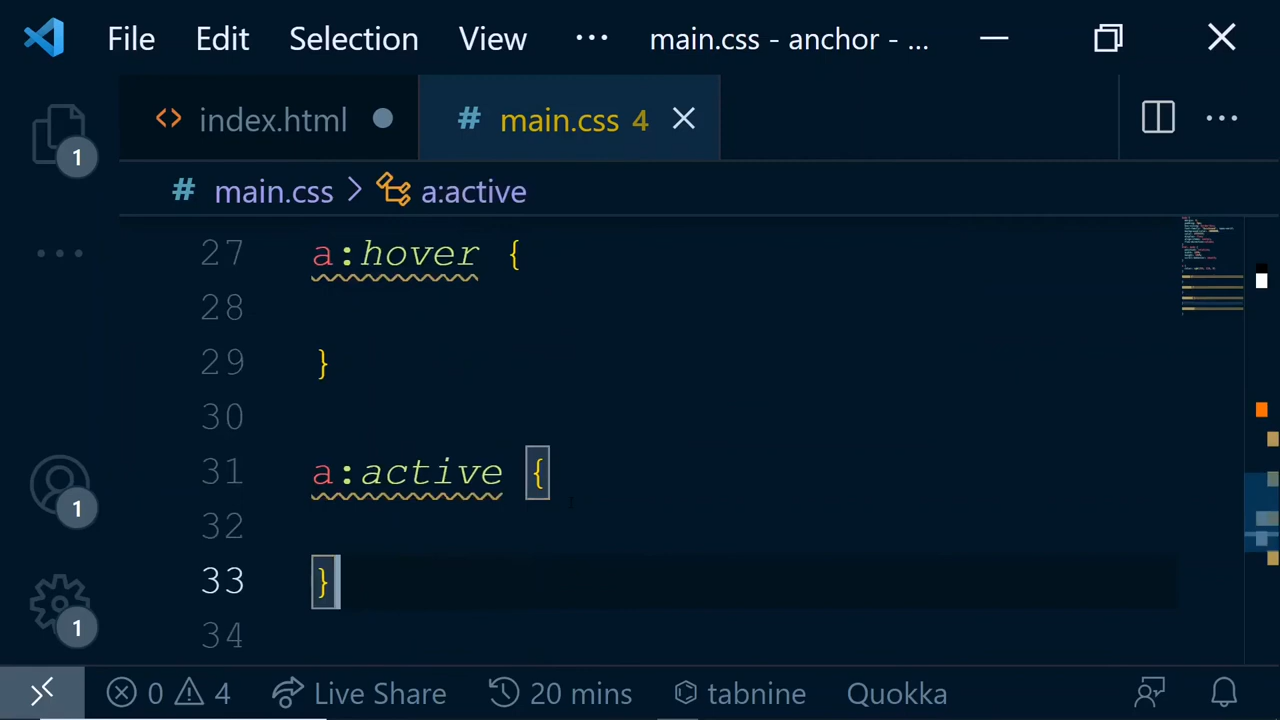 File Edit Selection View ··· main.css - anchor - ...
1
index.html
# main.css 4
# main.css > a:active
27 a:hover {
28
29 }
30
31 a:active {
32
33 }
34
1
1
0 4 Live Share 20 mins tabnine Quokka